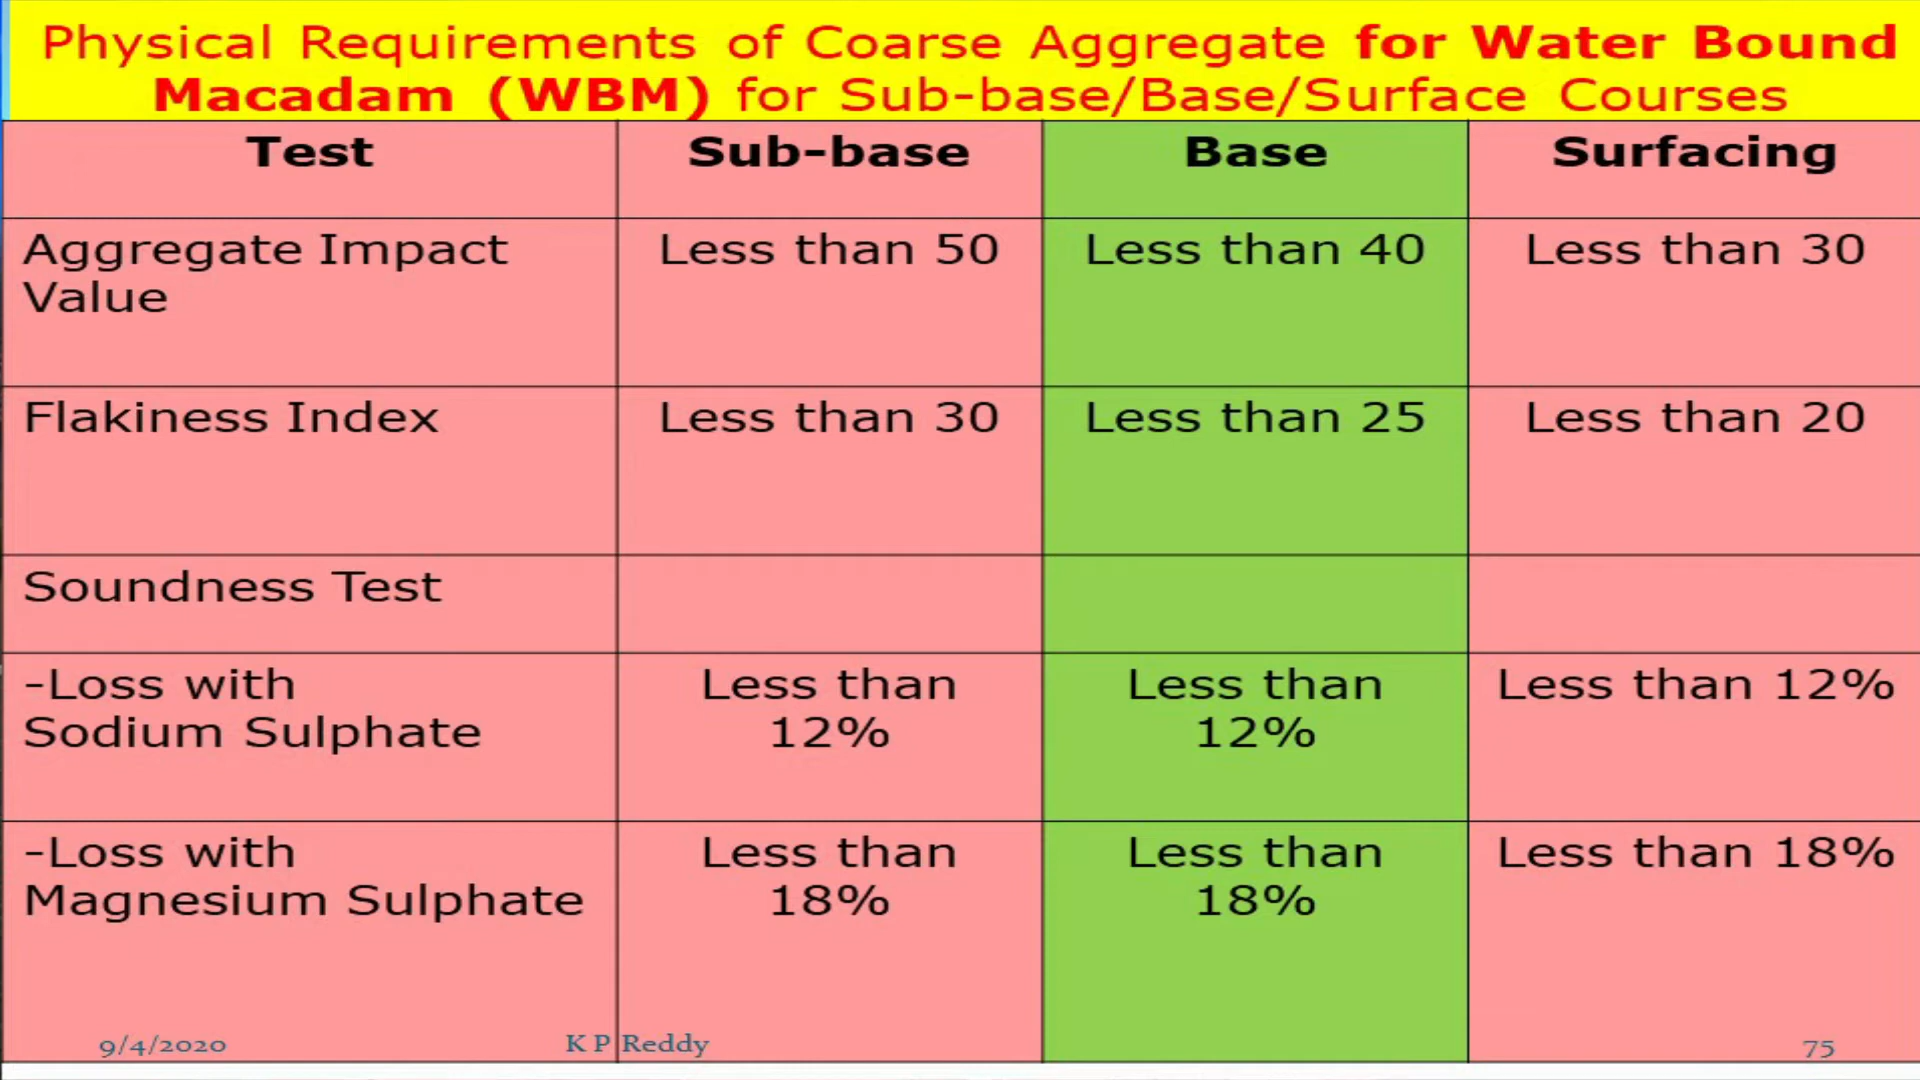 Physical Requirements of Coarse Aggregate for Water Bound
Macadam (WBM) for Sub-base/Base/Surface Courses
Test Sub-base Base Surfacing
Aggregate Impact Less than 50 Less than 40 Less than 30
Value
Flakiness Index Less than 30 Less than 25 Less than 20
Soundness Test
-Loss with Less than Less than Less than 12%
Sodium Sulphate 12% 12%
-Loss with Less than Less than Less than 18%
Magnesium Sulphate 18% 18%
9/4/2020 K P Reddy 75